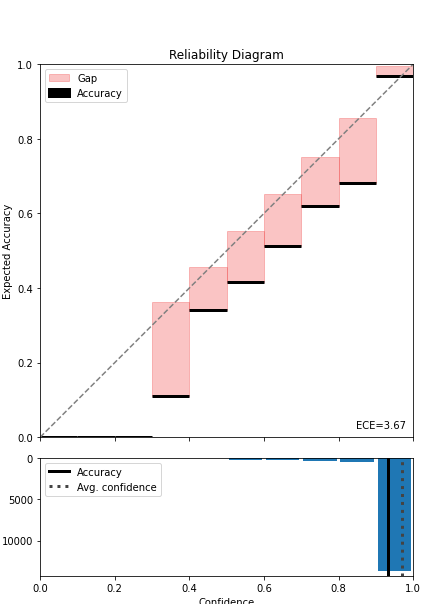 Reliability Diagram
1.0
Gap
Accuracy
0.8
0.6
Expected Accuracy
0.4
0.2
ECE=3.67
0.0
0
Accuracy
Avg. confidence
5000
10000
0.0 0.2 0.4 0.6 0.8 1.0
Confidence